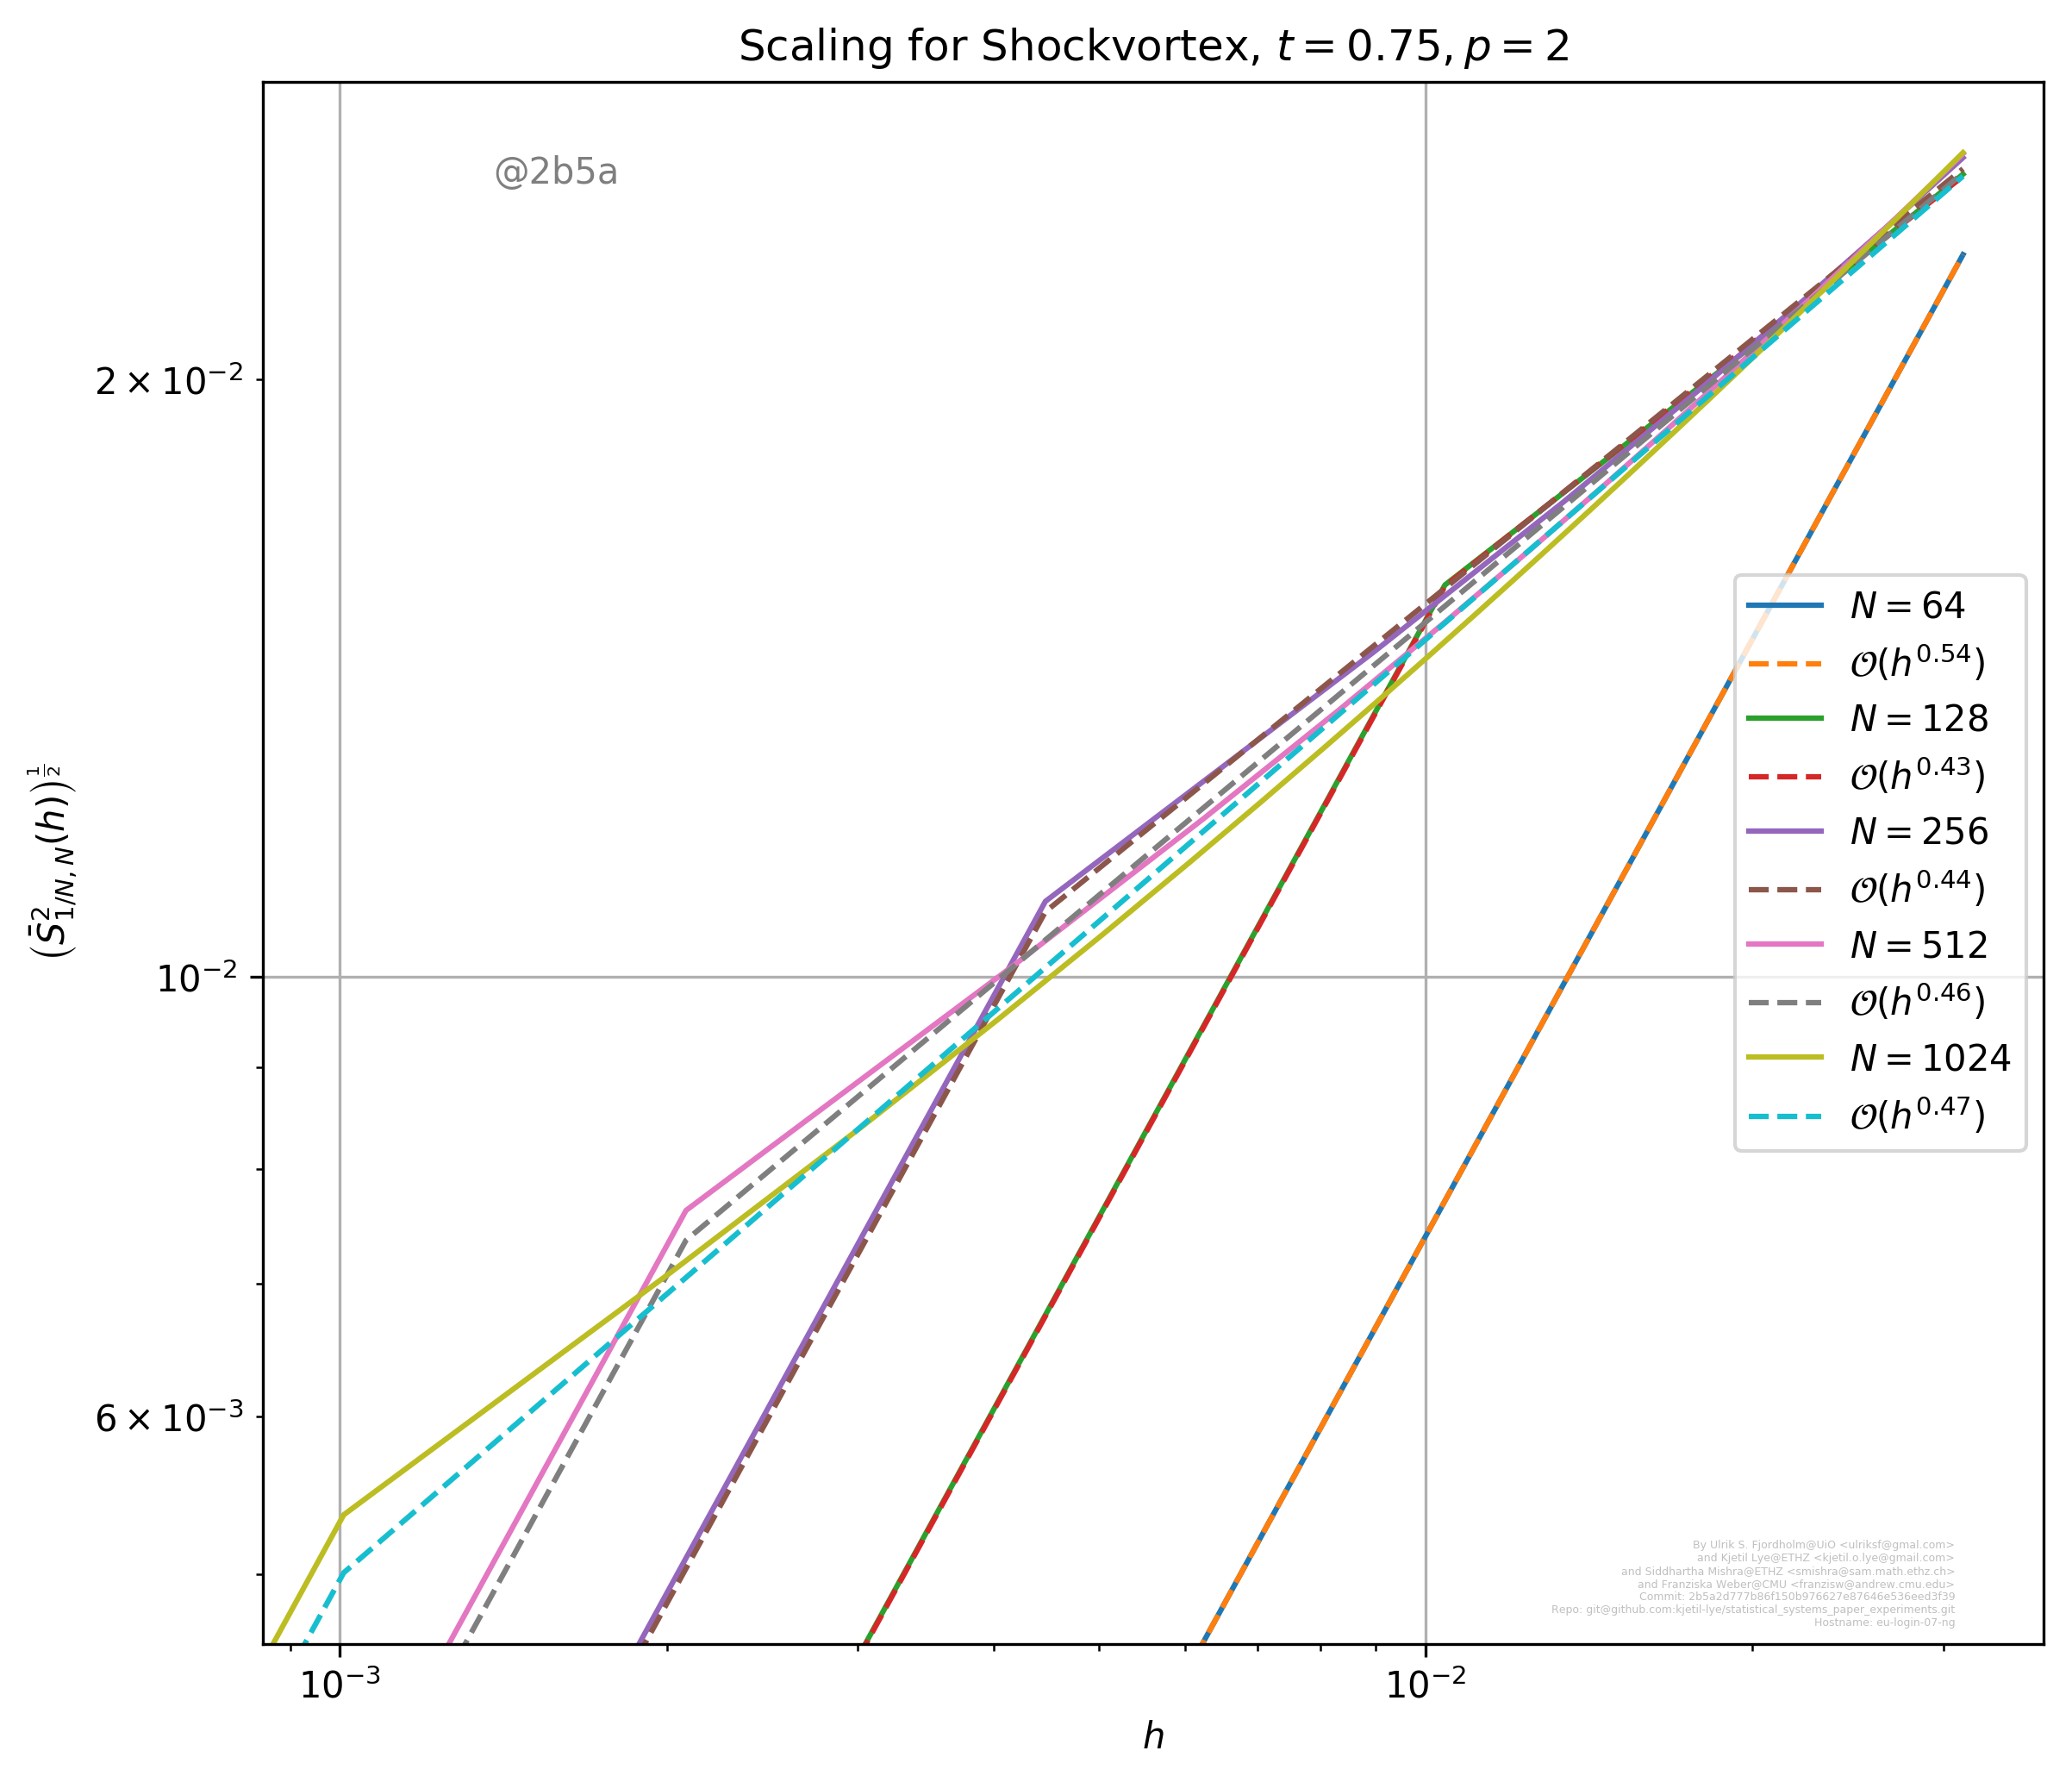 Scaling for Shockvortex, t = 0.75, p = 2
@2b5a
2 × 10⁻²
10⁻²
6 × 10⁻³
(S̄²₁/N,N(h))^(1/2)
N = 64
𝒪(h^0.54)
N = 128
𝒪(h^0.43)
N = 256
𝒪(h^0.44)
N = 512
𝒪(h^0.46)
N = 1024
𝒪(h^0.47)
By Ulrik S. Fjordholm@UiO <ulriksf@gmal.com>
and Kjetil Lye@ETHZ <kjetil.o.lye@gmail.com>
and Siddhartha Mishra@ETHZ <smishra@sam.math.ethz.ch>
and Franziska Weber@CMU <franzisw@andrew.cmu.edu>
Commit: 2b5a2d777b86f150b976627e87646e536eed3f39
Repo: git@github.com:kjetil-lye/statistical_systems_paper_experiments.git
Hostname: eu-login-07-ng
10⁻³
10⁻²
h